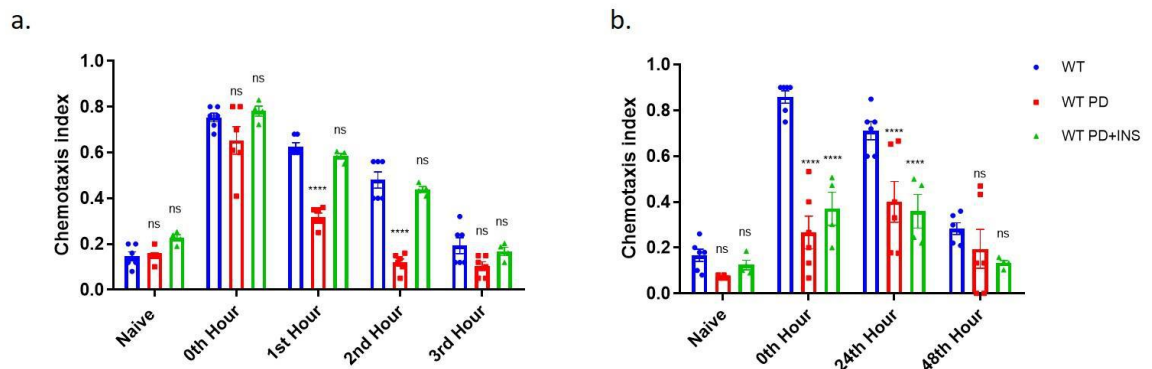 a.
Chemotaxis index
1.0
0.8
0.6
0.4
0.2
0.0
ns
ns
ns
ns
****
ns
****
ns
ns
ns
Naive
0th Hour
1st Hour
2nd Hour
3rd Hour
b.
Chemotaxis index
1.0
0.8
0.6
0.4
0.2
0.0
ns
ns
****
****
****
****
ns
ns
Naive
0th Hour
24th Hour
48th Hour
WT
WT PD
WT PD+INS